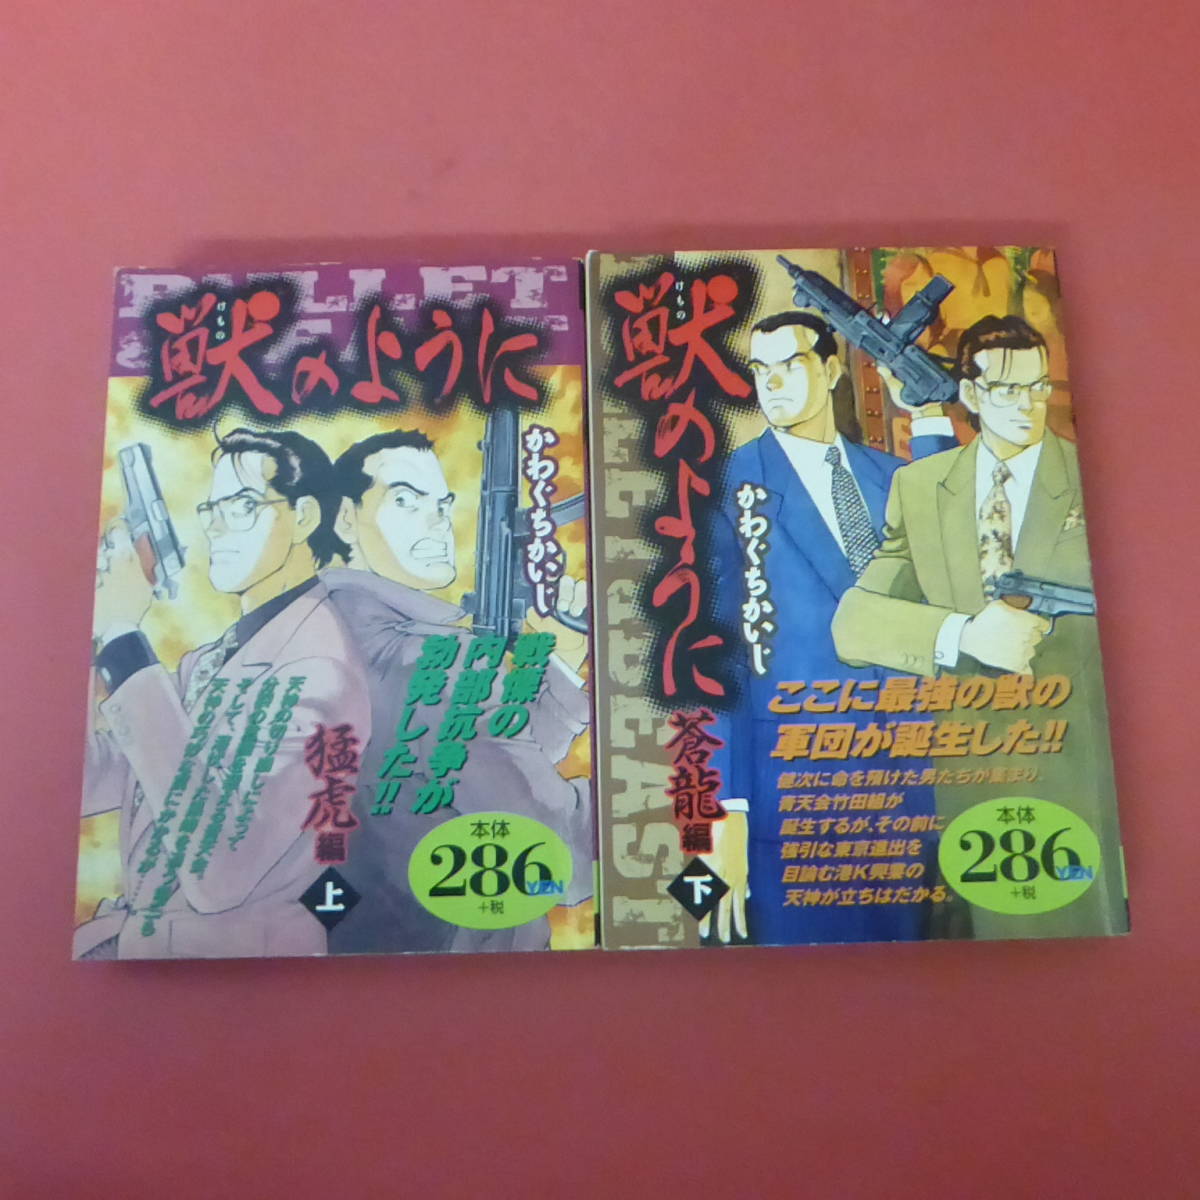 BULLET
獣のように
けもの
かわぐちかいじ
戦慄の
内部抗争が
勃発した!!
猛虎編
上
本体
286
YEN
+税
獣のように
けもの
かわぐちかいじ
蒼龍編
下
ここに最強の獣の
軍団が誕生した!!
健次に命を預けた男たちが集まり、
青天会竹田組が
誕生するが、その前に
強引な東京進出を
目論む港K興業の
天神が立ちはだかる。
本体
286
YEN
+税